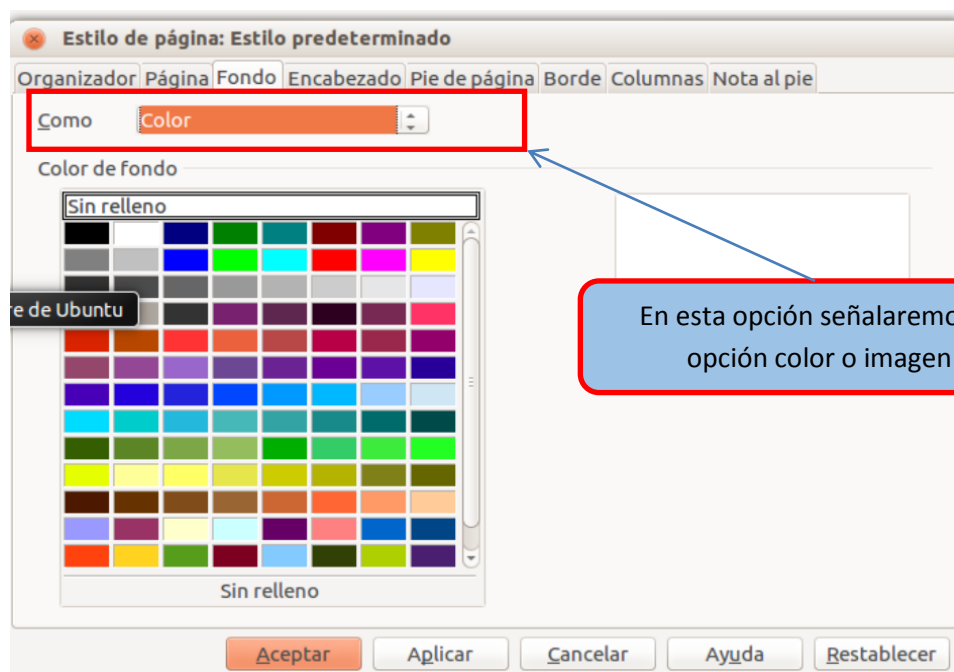 Estilo de página: Estilo predeterminado
Organizador Página Fondo Encabezado Pie de página Borde Columnas Nota al pie
Como Color
Color de fondo
Sin relleno
de Ubuntu
En esta opción
opción color o imagen
Sin relleno
Aceptar Aplicar Cancelar Ayuda Restablecer